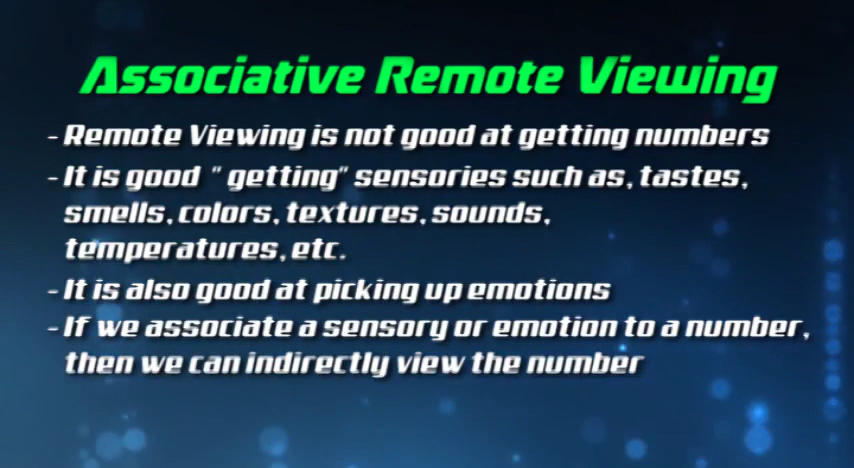 Associative Remote Viewing
- Remote Viewing is not good at getting numbers
- It is good " getting" sensories such as, tastes,
smells, colors, textures, sounds,
temperatures, etc.
- It is also good at picking up emotions
- If we associate a sensory or emotion to a number,
then we can indirectly view the number